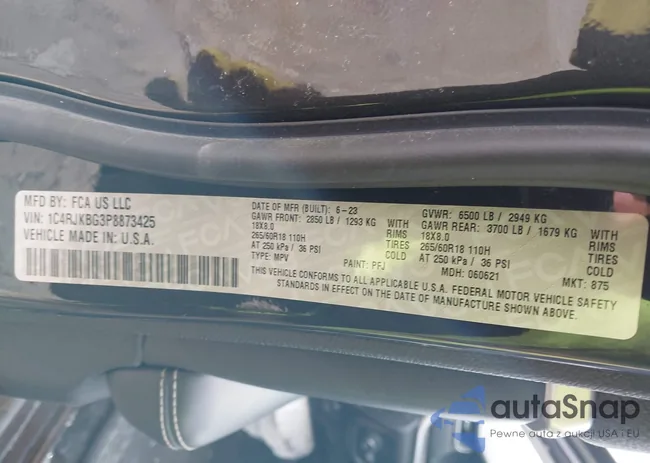 MFD BY: FCA US LLC
VIN: 1C4RJKBG3P8873425
VEHICLE MADE IN: U.S.A.
DATE OF MFR (BUILT): 6-23
GAWR FRONT: 2850 LB / 1293 KG
18X8.0 RIMS
265/60R18 110H TIRES
AT 250 kPa / 36 PSI COLD
TYPE: MPV
PAINT: PFJ
GVWR: 6500 LB / 2949 KG
GAWR REAR: 3700 LB / 1679 KG
18X8.0 RIMS
265/60R18 110H TIRES
AT 250 kPa / 36 PSI COLD
MDH: 060621 MKT: 875
THIS VEHICLE CONFORMS TO ALL APPLICABLE U.S.A. FEDERAL MOTOR VEHICLE SAFETY
STANDARDS IN EFFECT ON THE DATE OF MANUFACTURE SHOWN ABOVE.
autoSnap
Pewne auta z aukcji USA i EU